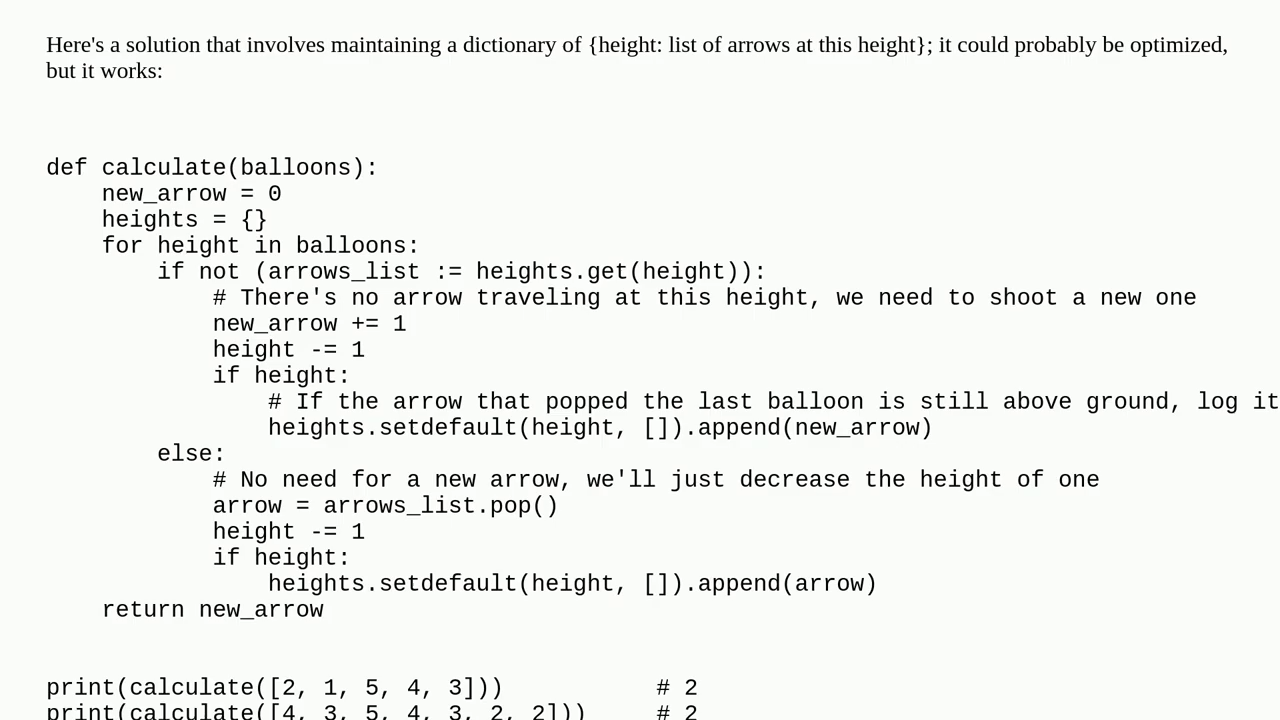 Here's a solution that involves maintaining a dictionary of {height: list of arrows at this height}; it could probably be optimized,
but it works:
def calculate(balloons):
    new_arrow = 0
    heights = {}
    for height in balloons:
        if not (arrows_list := heights.get(height)):
            # There's no arrow traveling at this height, we need to shoot a new one
            new_arrow += 1
            height -= 1
            if height:
                # If the arrow that popped the last balloon is still above ground, log it
                heights.setdefault(height, []).append(new_arrow)
        else:
            # No need for a new arrow, we'll just decrease the height of one
            arrow = arrows_list.pop()
            height -= 1
            if height:
                heights.setdefault(height, []).append(arrow)
    return new_arrow
print(calculate([2, 1, 5, 4, 3]))           # 2
print(calculate([4, 3, 5, 4, 3, 2, 2]))     # 2